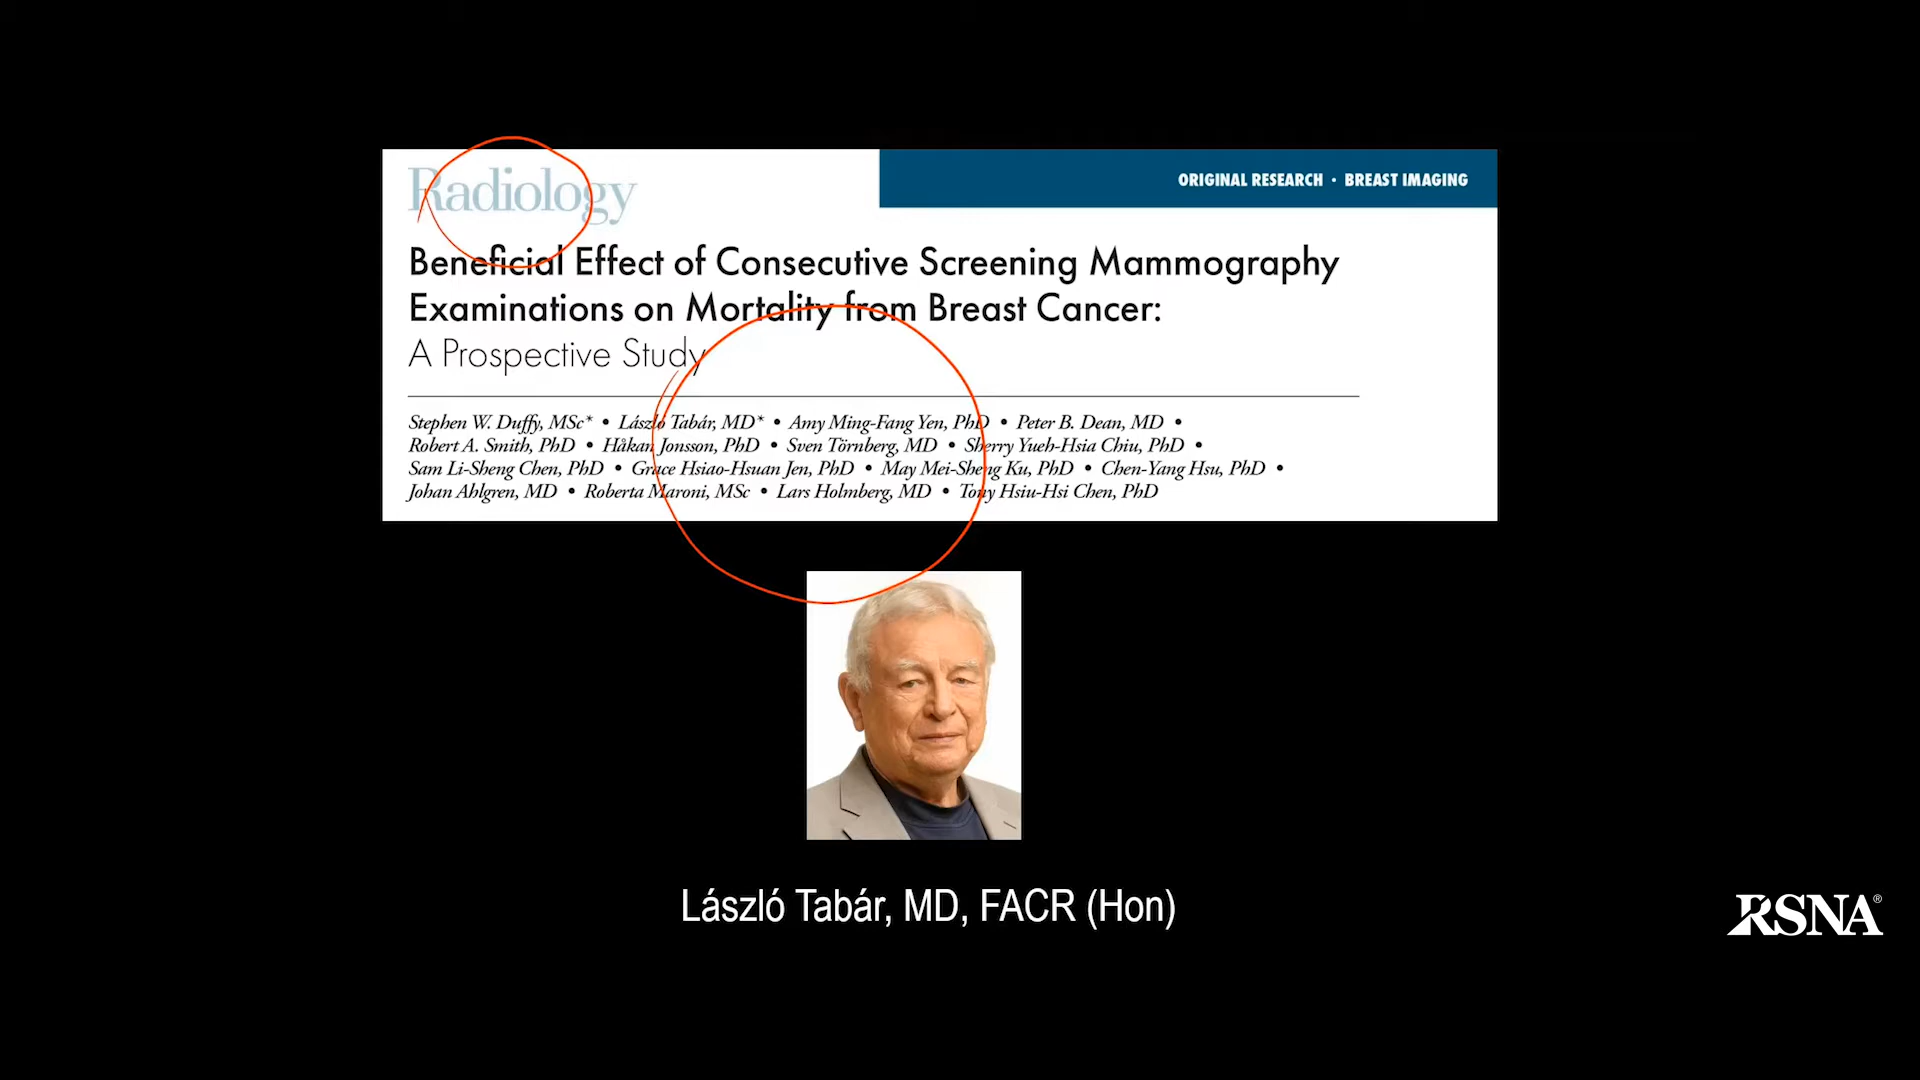 Radiology
ORIGINAL RESEARCH • BREAST IMAGING
Beneficial Effect of Consecutive Screening Mammography
Examinations on Mortality from Breast Cancer:
A Prospective Study
Stephen W. Duffy, MSc* • László Tabár, MD* • Amy Ming-Fang Yen, PhD • Peter B. Dean, MD •
Robert A. Smith, PhD • Håkan Jonsson, PhD • Sven Törnberg, MD • Sherry Yueh-Hsia Chiu, PhD •
Sam Li-Sheng Chen, PhD • Grace Hsiao-Hsuan Jen, PhD • May Mei-Sheng Ku, PhD • Chen-Yang Hsu, PhD •
Johan Ahlgren, MD • Roberta Maroni, MSc • Lars Holmberg, MD • Tony Hsiu-Hsi Chen, PhD
László Tabár, MD, FACR (Hon)
RSNA®